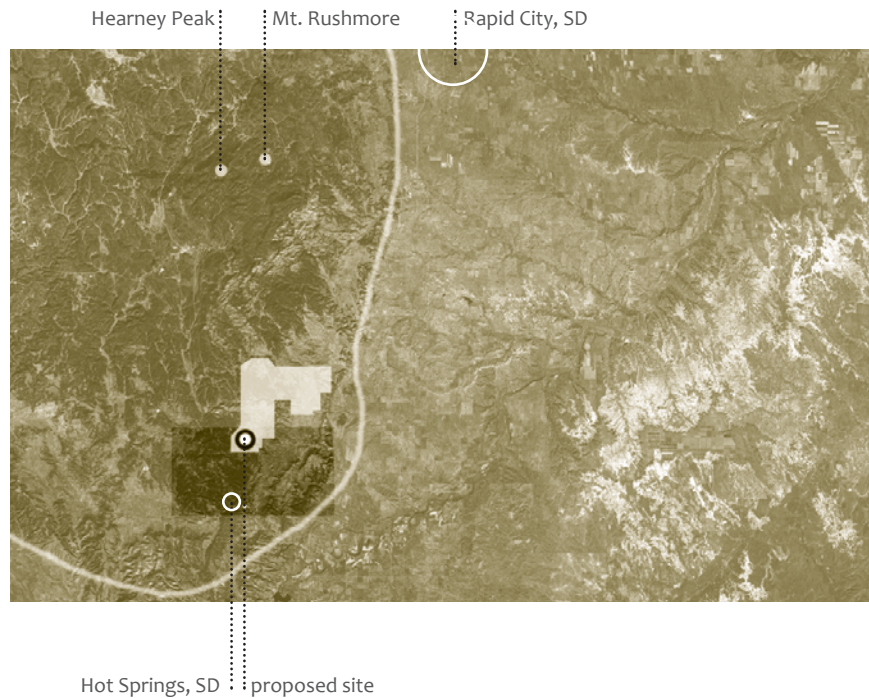 Hearney Peak
Mt. Rushmore
Rapid City, SD
Hot Springs, SD
proposed site